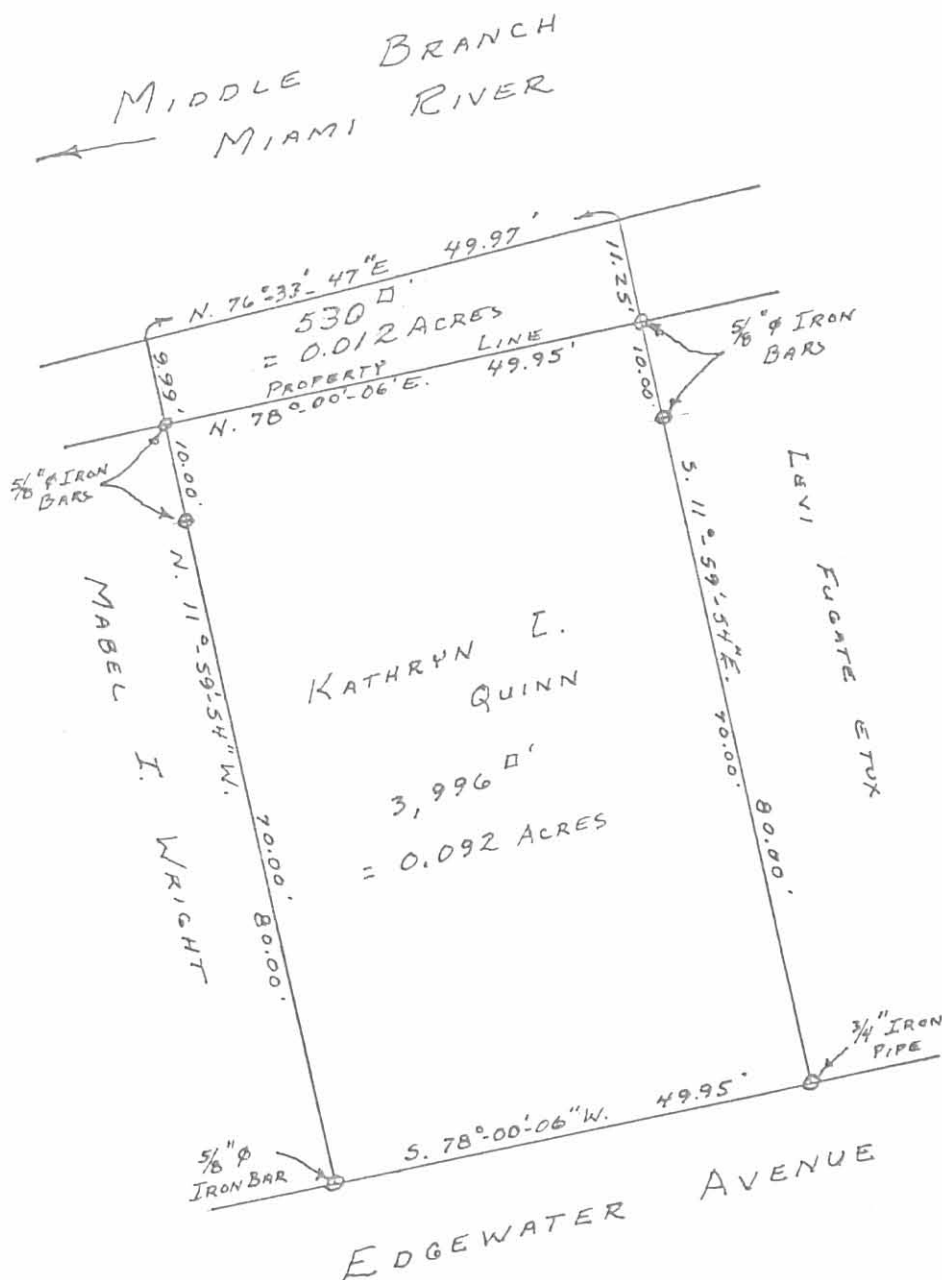 MIDDLE BRANCH
MIAMI RIVER
N. 76°-33'-47"E 49.97'
530 □'
= 0.012 ACRES
PROPERTY LINE
N. 78°-00'-06'E. 49.95'
9.99'
11.25'
10.00'
10.00'
5/8" ϕ IRON
BARS
5/8" ϕ IRON
BARS
N. 11°-59'-54"W. 70.00'
80.00'
S. 11°-59'-54"E. 70.00'
80.00'
MABEL I. WRIGHT
LEVI FUGATE ETUX
KATHRYN I.
QUINN
3,996 □'
= 0.092 ACRES
3/4" IRON
PIPE
S. 78°-00'-06"W. 49.95'
5/8" ϕ
IRON BAR
EDGEWATER AVENUE